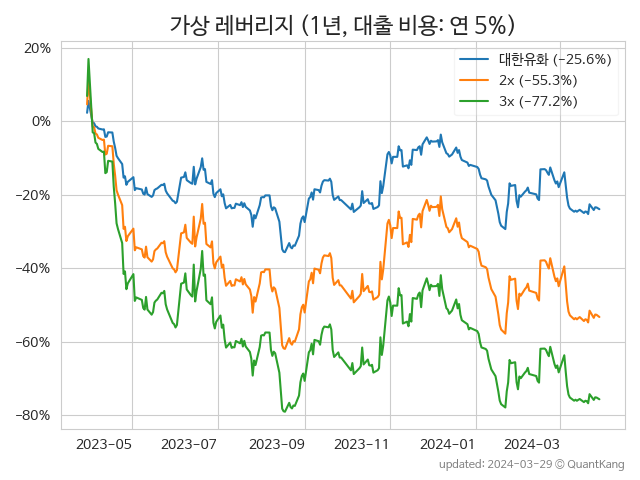 가상 레버리지 (1년, 대출 비용: 연 5%)
대한유화 (-25.6%)
2x (-55.3%)
3x (-77.2%)
20%
0%
-20%
-40%
-60%
-80%
2023-05 2023-07 2023-09 2023-11 2024-01 2024-03
updated: 2024-03-29 © QuantKang